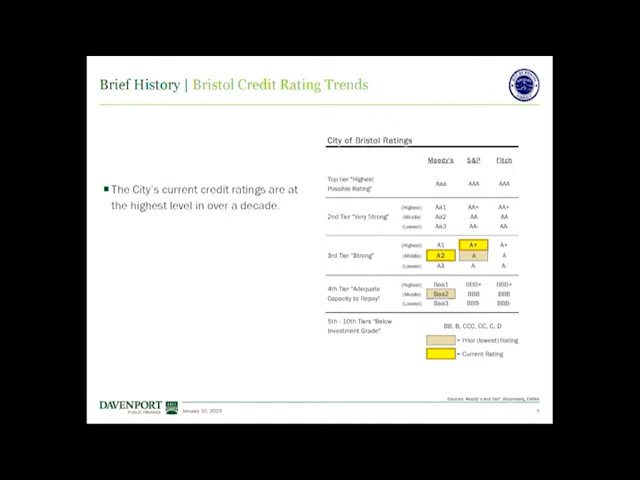 Brief History | Bristol Credit Rating Trends
■ The City's current credit ratings are at
the highest level in over a decade.
City of Bristol Ratings
Moody's S&P Fitch
Top tier "Highest
Possible Rating" Aaa AAA AAA
(Highest) Aa1 AA+ AA+
2nd Tier "Very Strong" (Middle) Aa2 AA AA
(Lowest) Aa3 AA- AA-
(Highest) A1 A+ A+
3rd Tier "Strong" (Middle) A2 A A
(Lowest) A3 A- A-
(Highest) Baa1 BBB+ BBB+
4th Tier "Adequate
Capacity to Repay" (Middle) Baa2 BBB BBB
(Lowest) Baa3 BBB- BBB-
5th - 10th Tiers "Below
Investment Grade" BB, B, CCC, CC, C, D
= Prior (lowest) Rating
= Current Rating
Sources: Moody's and S&P, Bloomberg, EMMA
DAVENPORT
PUBLIC FINANCE
January 10, 2023